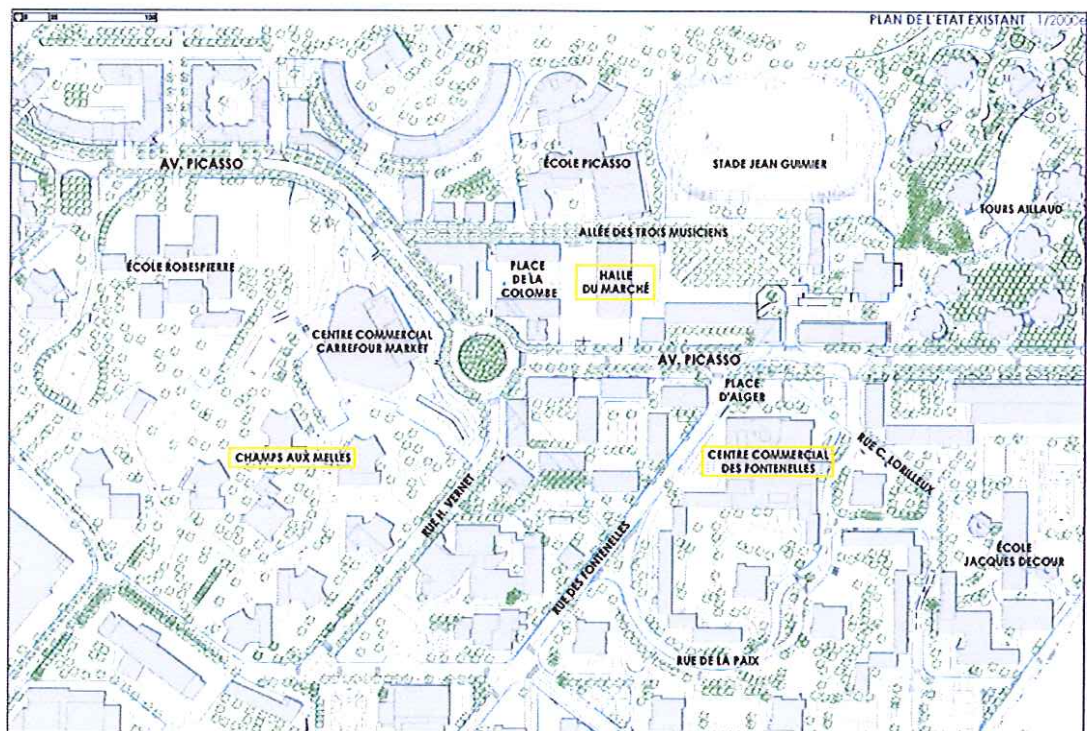 0
100
PLAN DE L'ETAT EXISTANT 1/2000e
AV. PICASSO
ÉCOLE PICASSO
STADE JEAN GUIMIER
TOURS AILLAUD
ALLÉE DES TROIS MUSICIENS
ÉCOLE ROBESPIERRE
PLACE
DE LA
COLOMBE
HALLE
DU MARCHÉ
CENTRE COMMERCIAL
CARREFOUR MARKET
AV. PICASSO
PLACE
D'ALGER
CHAMPS AUX MELLES
CENTRE COMMERCIAL
DES FONTENELLES
RUE C. LORILLEUX
RUE H. VERNET
RUE DES FONTENELLES
ÉCOLE
JACQUES DECOUR
RUE DE LA PAIX